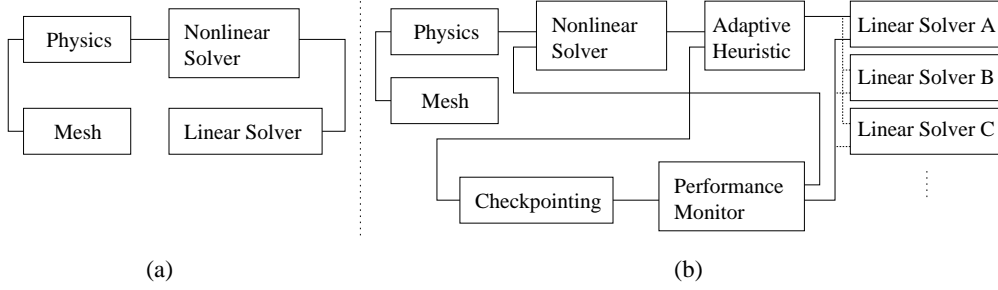 Physics
Nonlinear
Solver
Mesh
Linear Solver
(a)
Physics
Nonlinear
Solver
Adaptive
Heuristic
Linear Solver A
Mesh
Linear Solver B
Linear Solver C
Checkpointing
Performance
Monitor
(b)